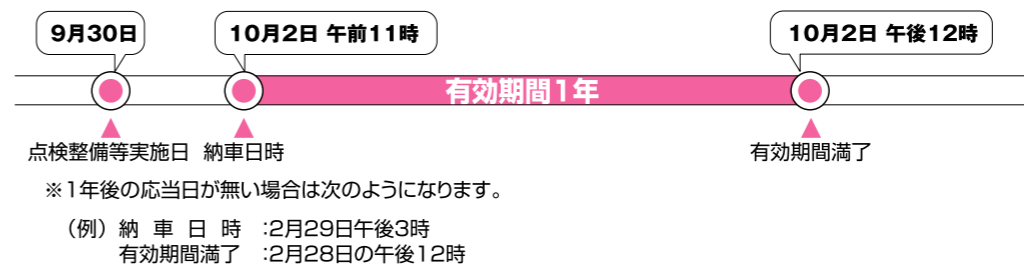 9月30日
10月2日 午前11時
10月2日 午後12時
有効期間1年
点検整備等実施日
納車日時
有効期間満了
※1年後の応当日が無い場合は次のようになります。
（例）納 車 日 時 ：2月29日午後3時
有効期間満了 ：2月28日の午後12時